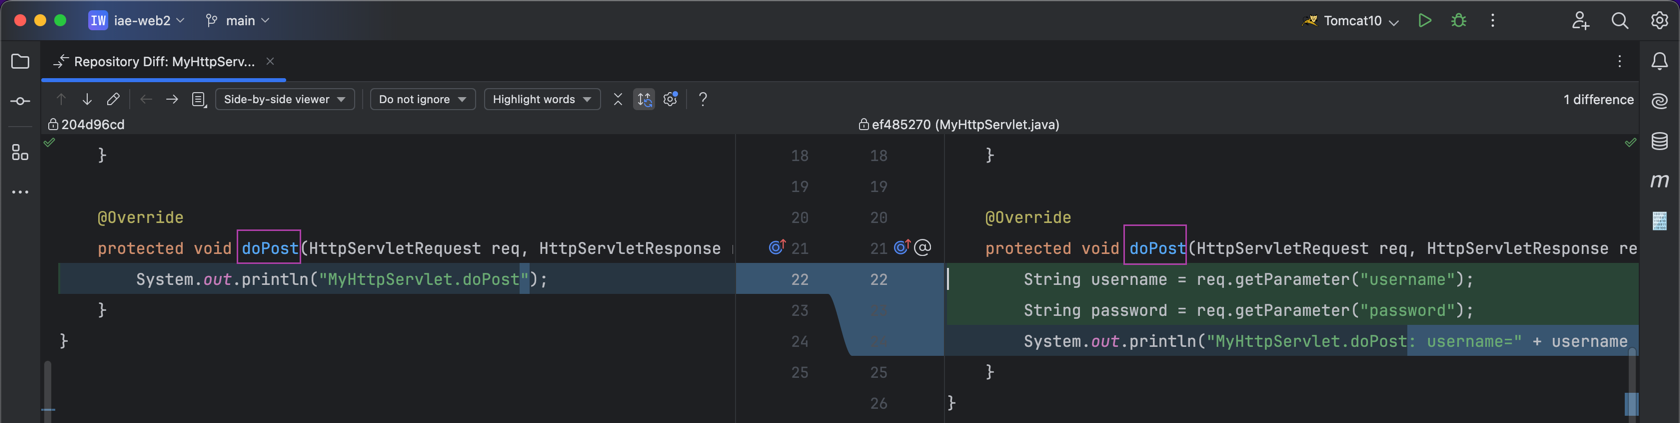 IW iae-web2 main Tomcat10
Repository Diff: MyHttpServ...
Side-by-side viewer Do not ignore Highlight words ? 1 difference
204d96cd ef485270 (MyHttpServlet.java)
} 18 18 }
19 19
@Override 20 20 @Override
protected void doPost(HttpServletRequest req, HttpServletResponse 21 21 @ protected void doPost(HttpServletRequest req, HttpServletResponse re
System.out.println("MyHttpServlet.doPost"); 22 22 String username = req.getParameter("username");
} 23 String password = req.getParameter("password");
} 24 System.out.println("MyHttpServlet.doPost: username=" + username
25 25 }
26 }
m